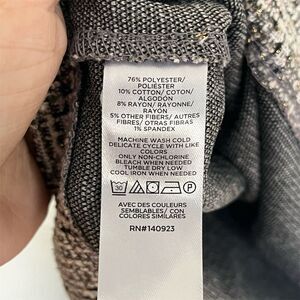 76% POLYESTER/
POLIÉSTER
10% COTTON/ COTON/
ALGODÓN
8% RAYON/ RAYONNE/
RAYÓN
5% OTHER FIBERS/ AUTRES
FIBRES/ OTRAS FIBRAS
1% SPANDEX
MACHINE WASH COLD
DELICATE CYCLE WITH LIKE
COLORS
ONLY NON-CHLORINE
BLEACH WHEN NEEDED
TUMBLE DRY LOW
COOL IRON WHEN NEEDED
30
AVEC DES COULEURS
SEMBLABLES/ - CON
COLORES SIMILARES
RN#140923